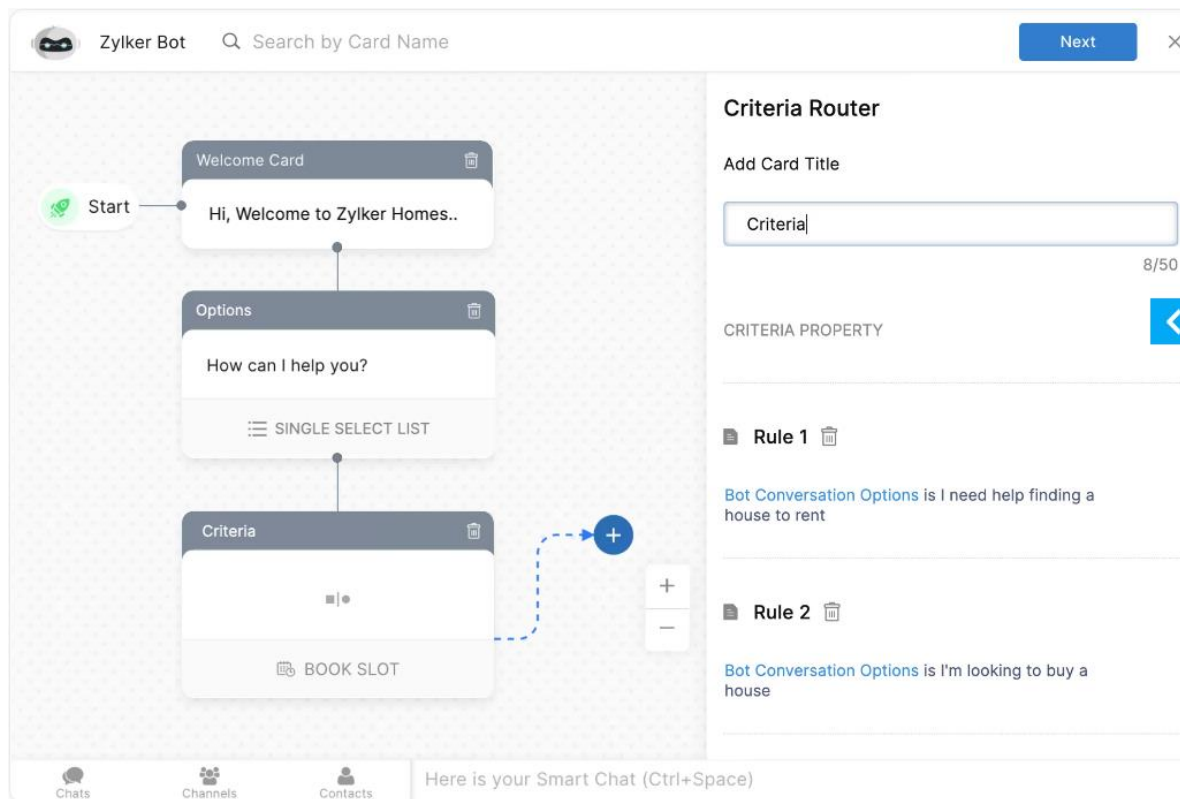 Zylker Bot
Search by Card Name
Next
Start
Welcome Card
Hi, Welcome to Zylker Homes..
Options
How can I help you?
SINGLE SELECT LIST
Criteria
BOOK SLOT
Criteria Router
Add Card Title
Criteria
8/50
CRITERIA PROPERTY
Rule 1
Bot Conversation Options is I need help finding a
house to rent
Rule 2
Bot Conversation Options is I'm looking to buy a
house
Chats
Channels
Contacts
Here is your Smart Chat (Ctrl+Space)